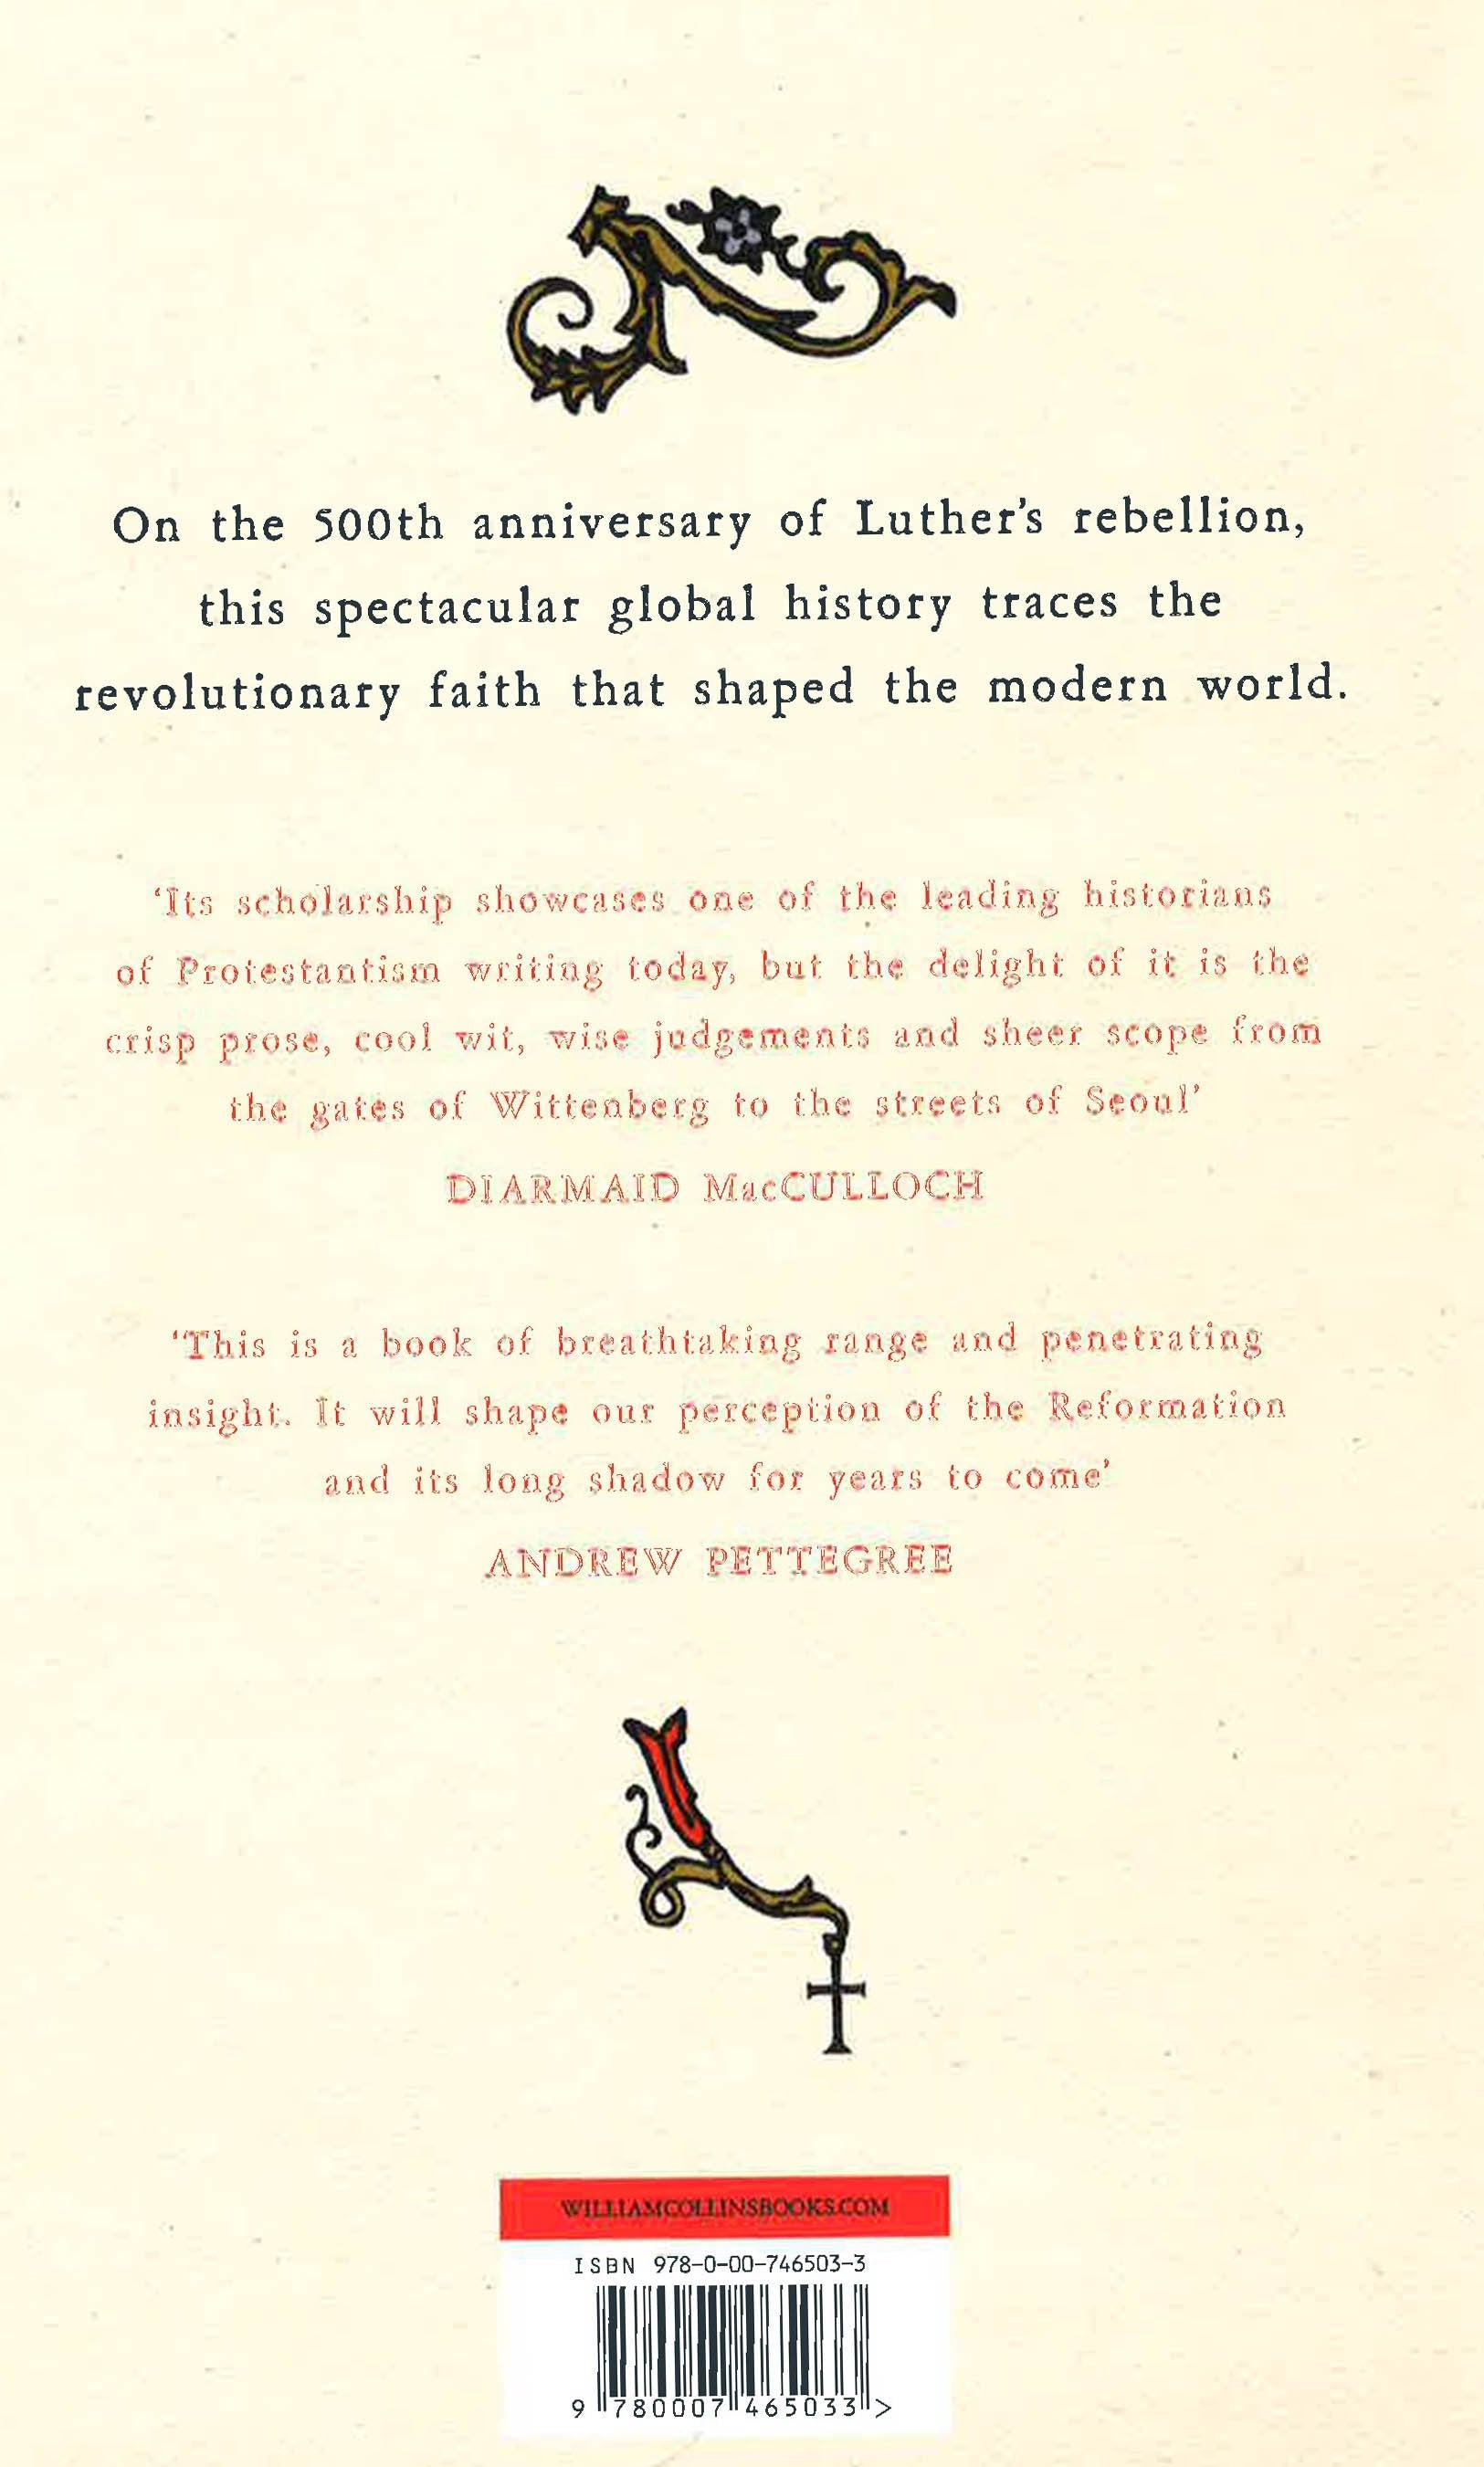 On the 500th anniversary of Luther's rebellion,
this spectacular global history traces the
revolutionary faith that shaped the modern world.
‘Its scholarship showcases one of the leading historians
of Protestantism writing today, but the delight of it is the
crisp prose, cool wit, wise judgements and sheer scope from
the gates of Wittenberg to the streets of Seoul’
DIARMAID MacCULLOCH
‘This is a book of breathtaking range and penetrating
insight. It will shape our perception of the Reformation
and its long shadow for years to come’
ANDREW PETTEGREE
WILLIAMCOLLINSBOOKS.COM
ISBN 978-0-00-746503-3
9 780007 465033 >